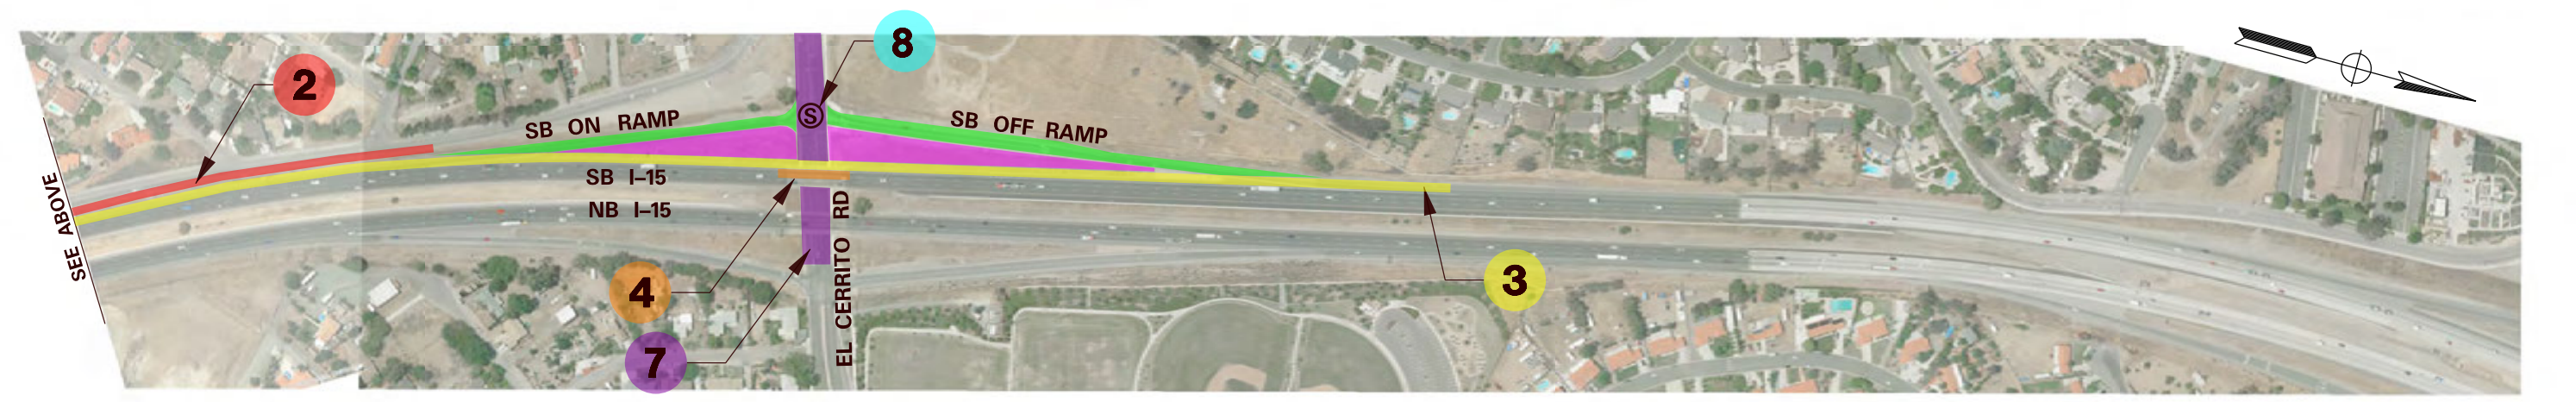 8
2
S
SB ON RAMP
SB OFF RAMP
SB I-15
NB I-15
SEE ABOVE
EL CERRITO RD
4
3
7